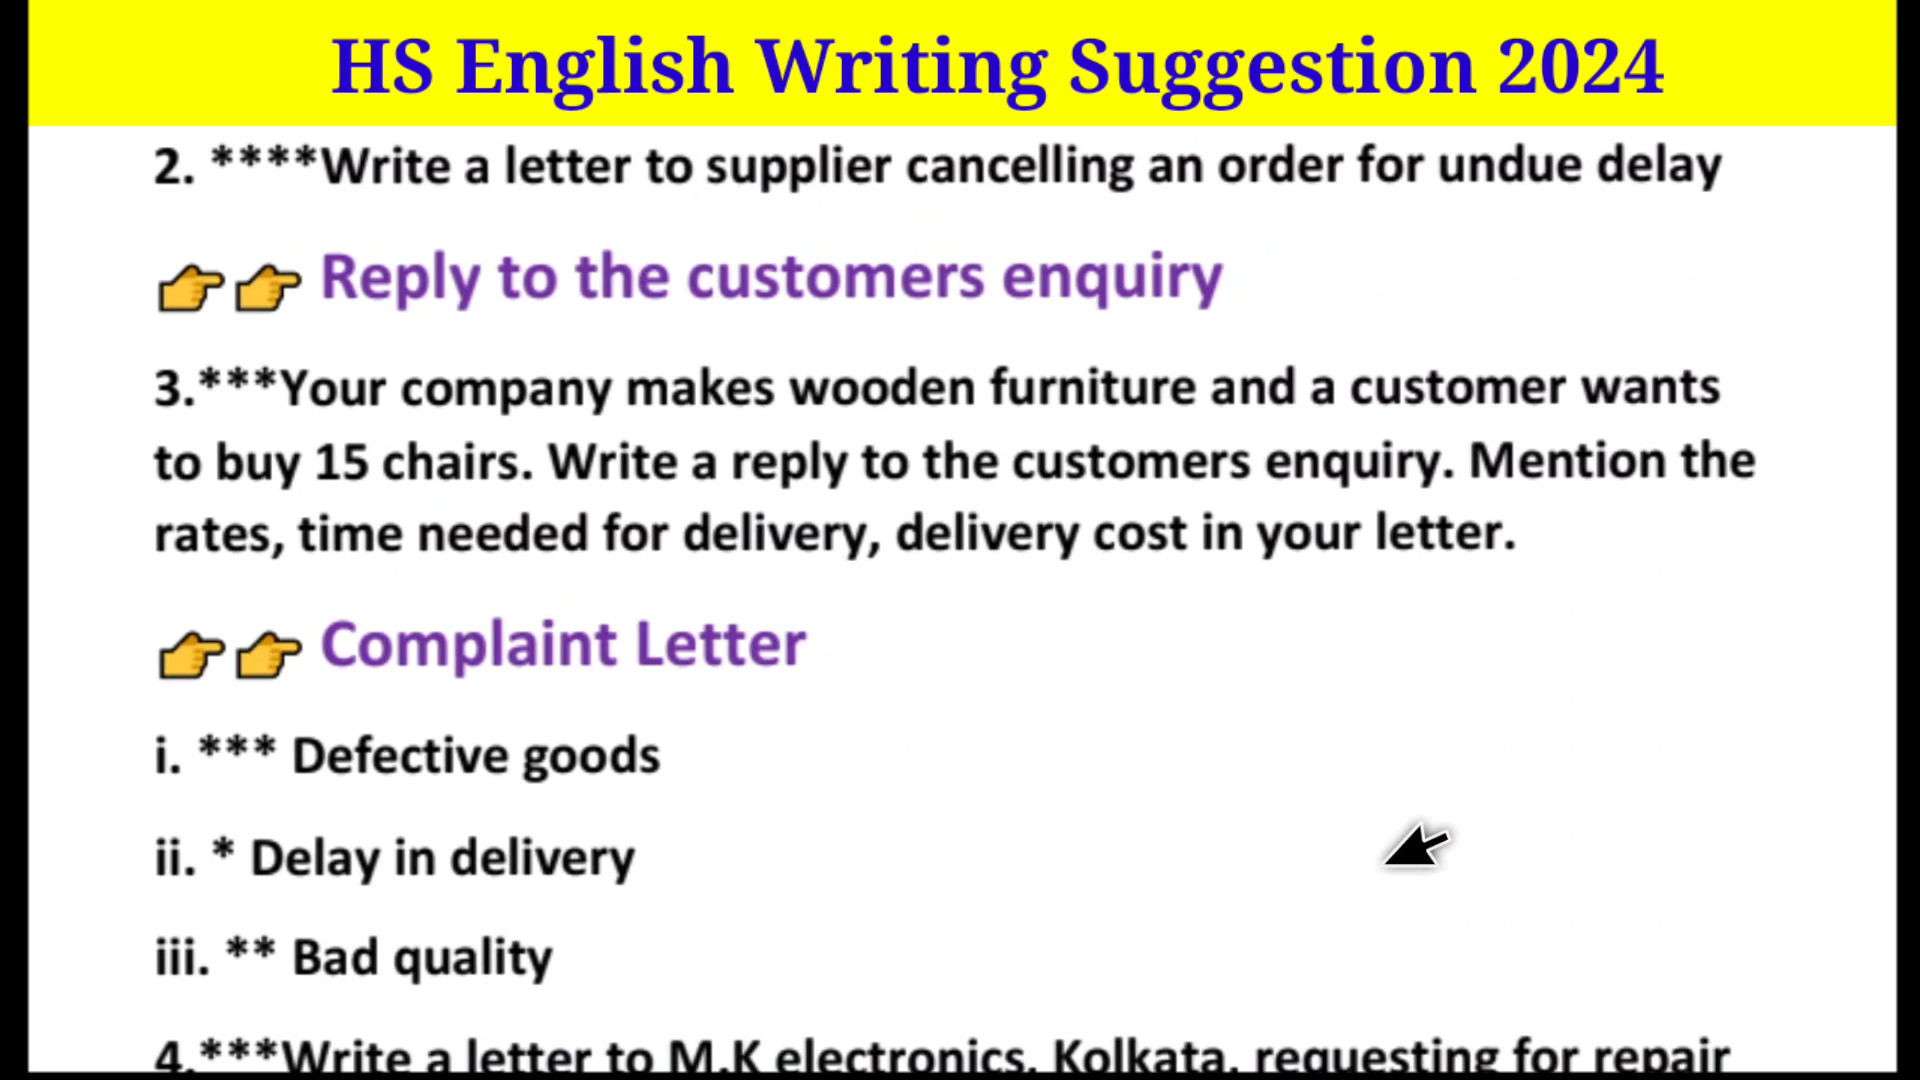 HS English Writing Suggestion 2024
2. ****Write a letter to supplier cancelling an order for undue delay
👉👉 Reply to the customers enquiry
3.***Your company makes wooden furniture and a customer wants
to buy 15 chairs. Write a reply to the customers enquiry. Mention the
rates, time needed for delivery, delivery cost in your letter.
👉👉 Complaint Letter
i. *** Defective goods
ii. * Delay in delivery
iii. ** Bad quality
4.***Write a letter to M.K electronics, Kolkata, requesting for repair